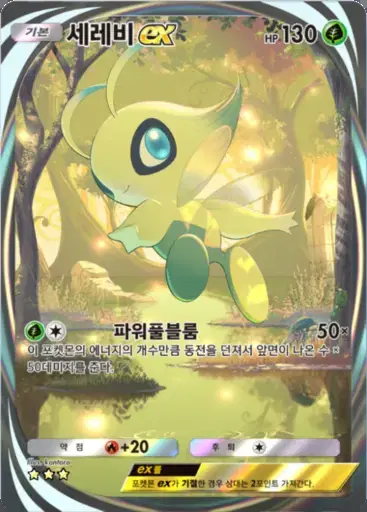 기본 세레비 ex HP 130
파워풀블룸 50×
이 포켓몬의 에너지의 개수만큼 동전을 던져서 앞면이 나온 수 ×
50데미지를 준다.
약점 +20 후퇴
ex룰
포켓몬 ex가 기절한 경우 상대는 2포인트 가져간다.